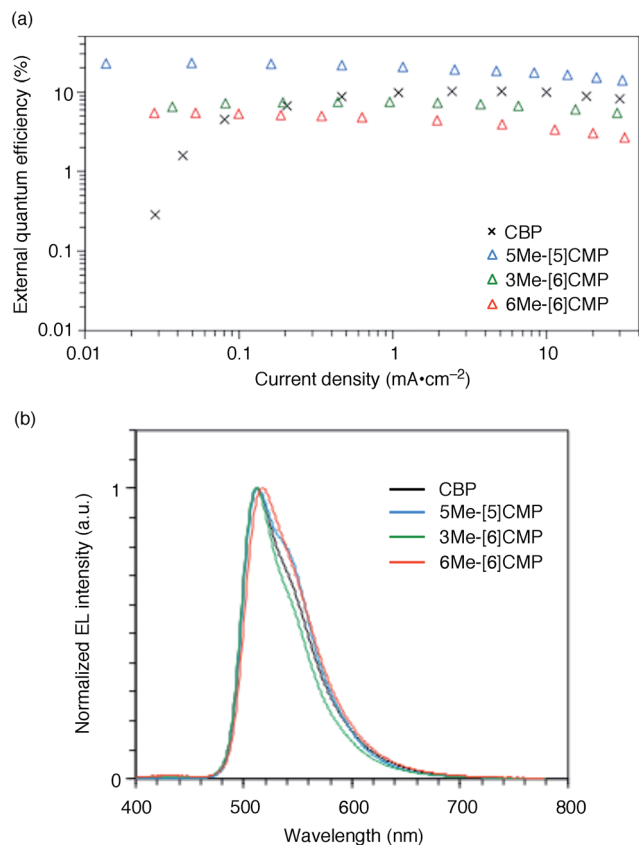 (a)
External quantum efficiency (%)
10
1
0.1
0.01
CBP
5Me-[5]CMP
3Me-[6]CMP
6Me-[6]CMP
0.01
0.1
1
10
Current density (mA•cm⁻²)
(b)
Normalized EL intensity (a.u.)
1
0
CBP
5Me-[5]CMP
3Me-[6]CMP
6Me-[6]CMP
400
500
600
700
800
Wavelength (nm)